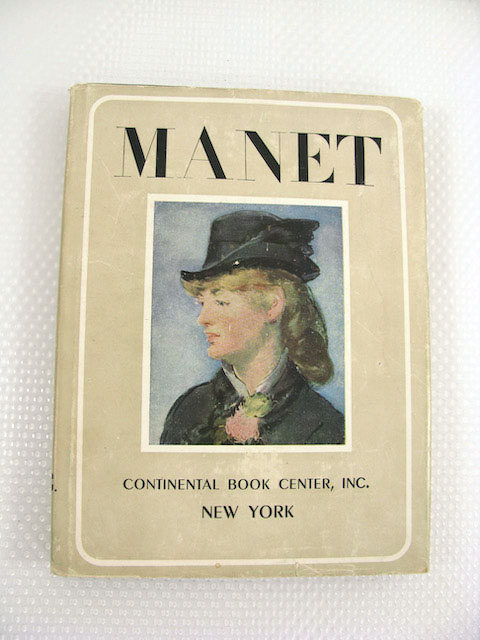 MANET
CONTINENTAL BOOK CENTER, INC.
NEW YORK